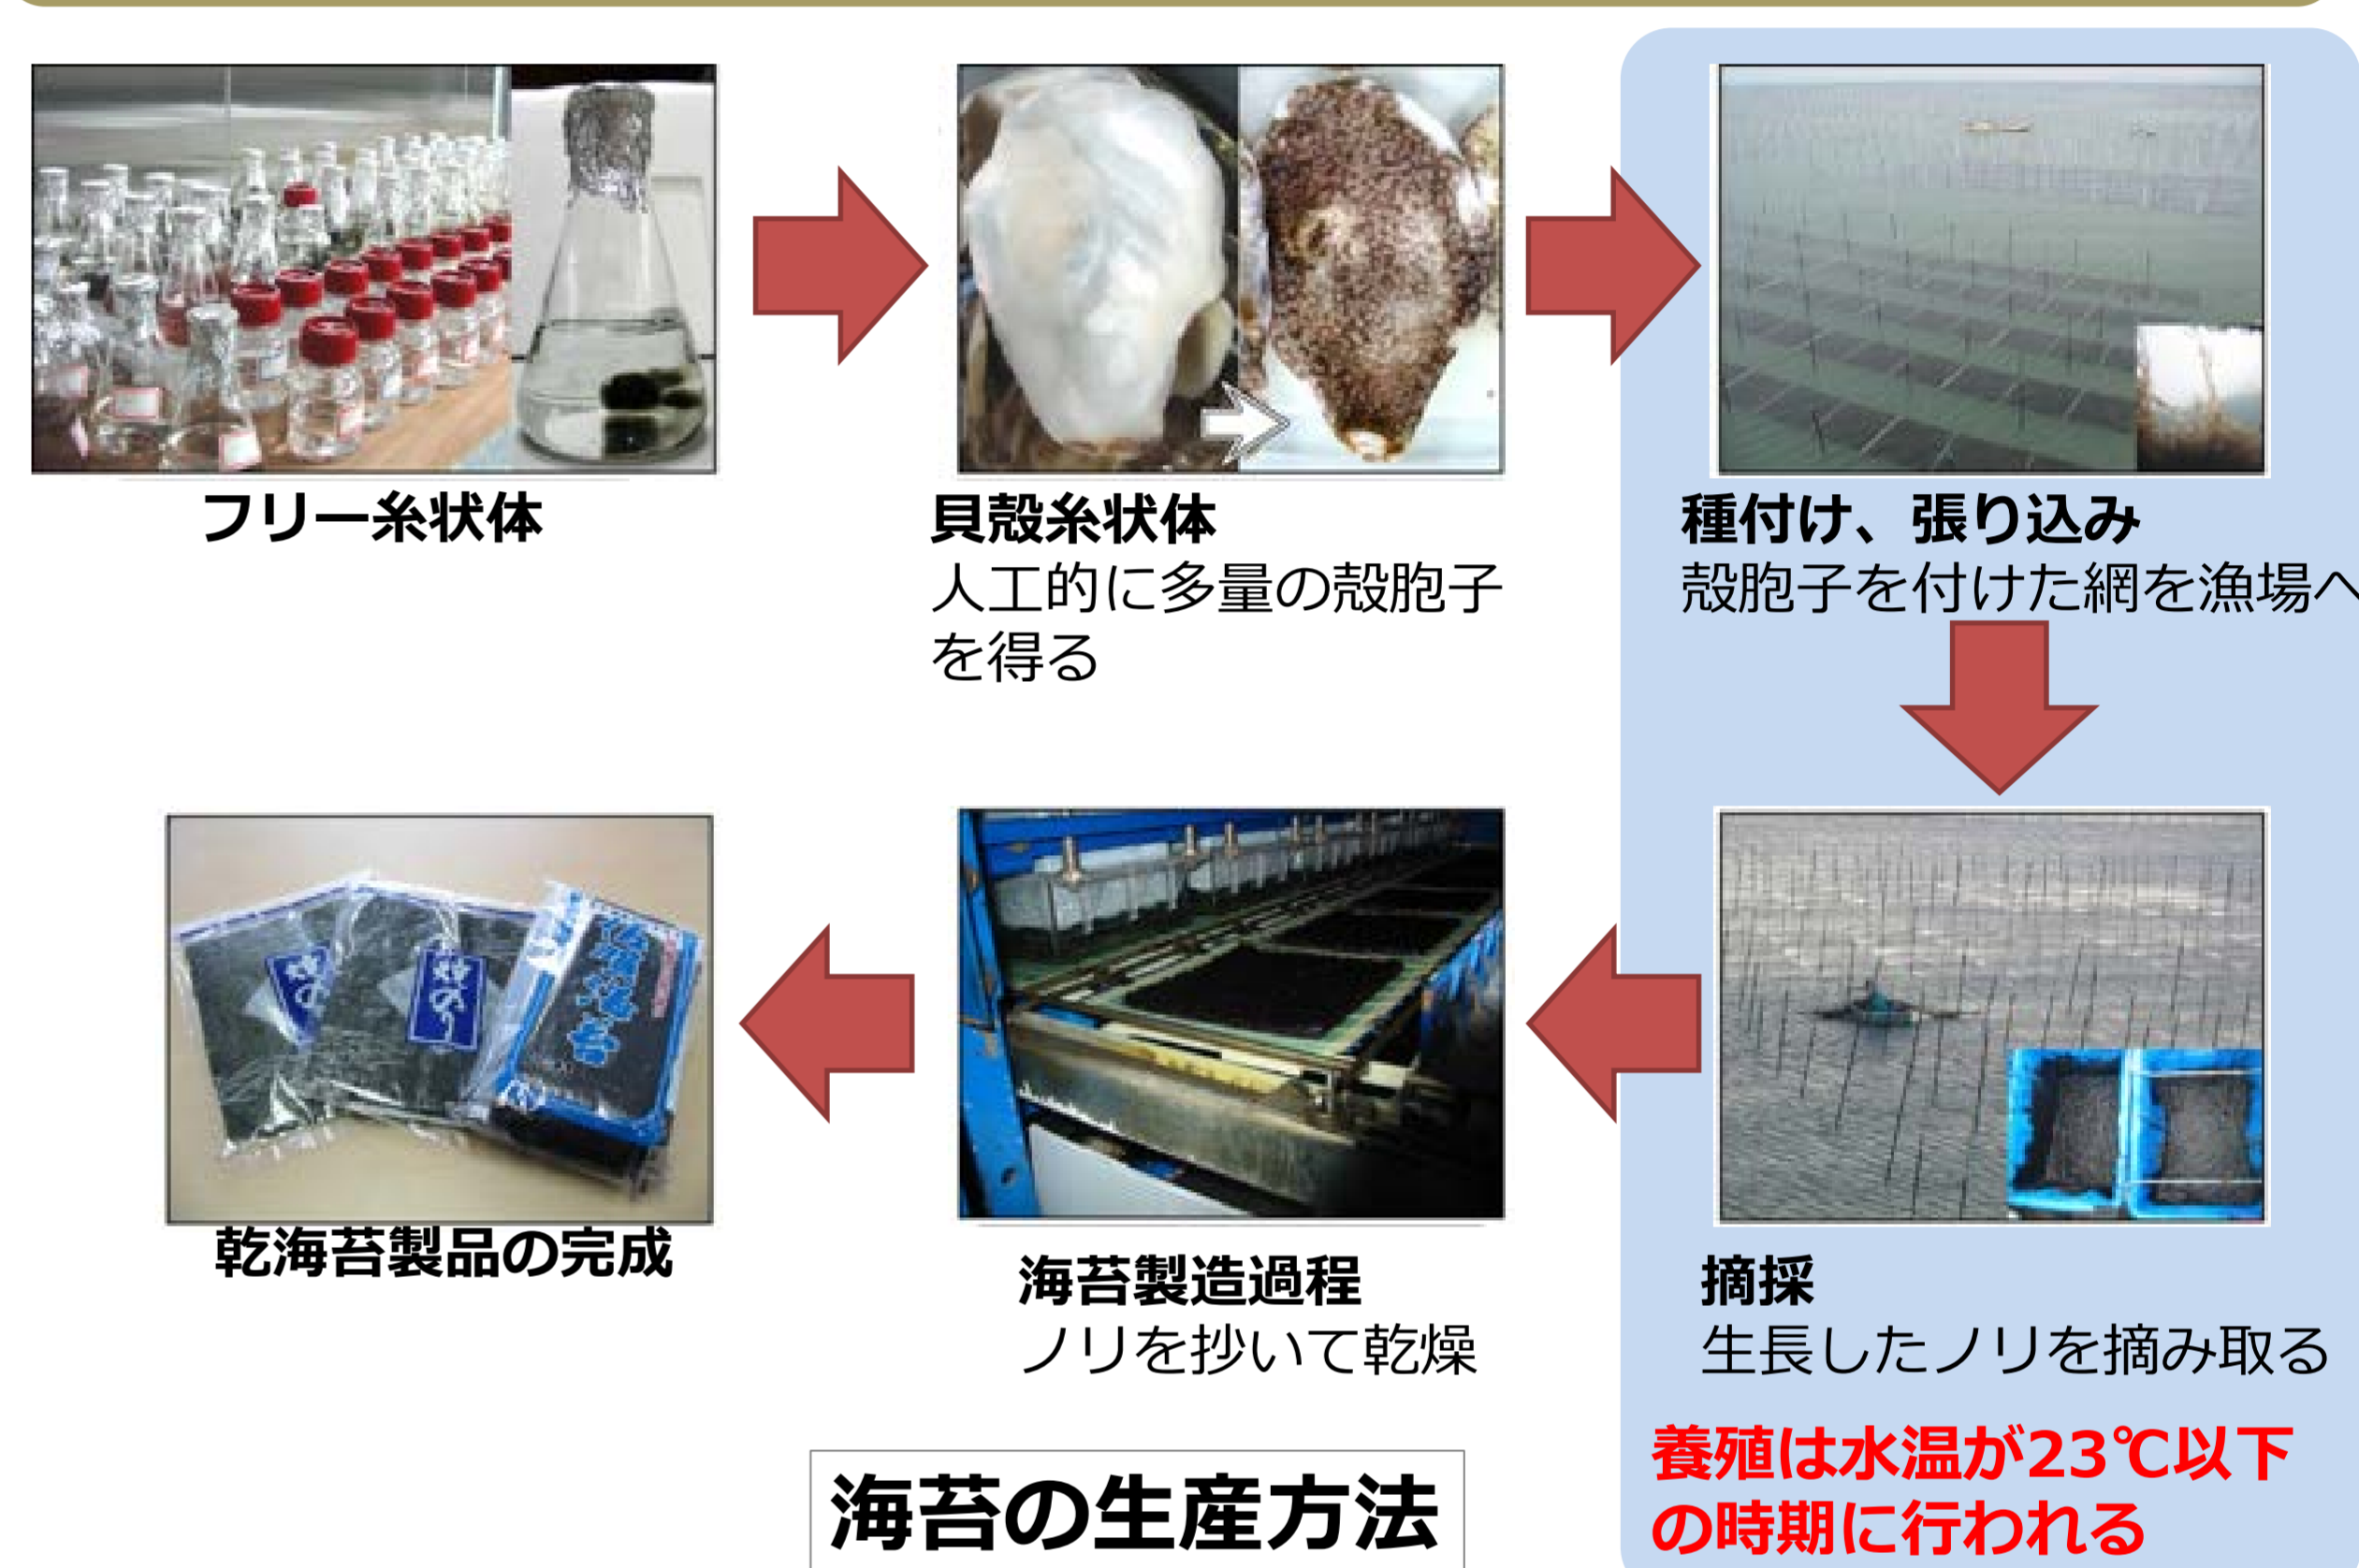 フリー糸状体
貝殻糸状体
人工的に多量の殻胞子
を得る
種付け、張り込み
殻胞子を付けた網を漁場へ
摘採
生長したノリを摘み取る
養殖は水温が23℃以下
の時期に行われる
海苔製造過程
ノリを抄いて乾燥
乾海苔製品の完成
海苔の生産方法